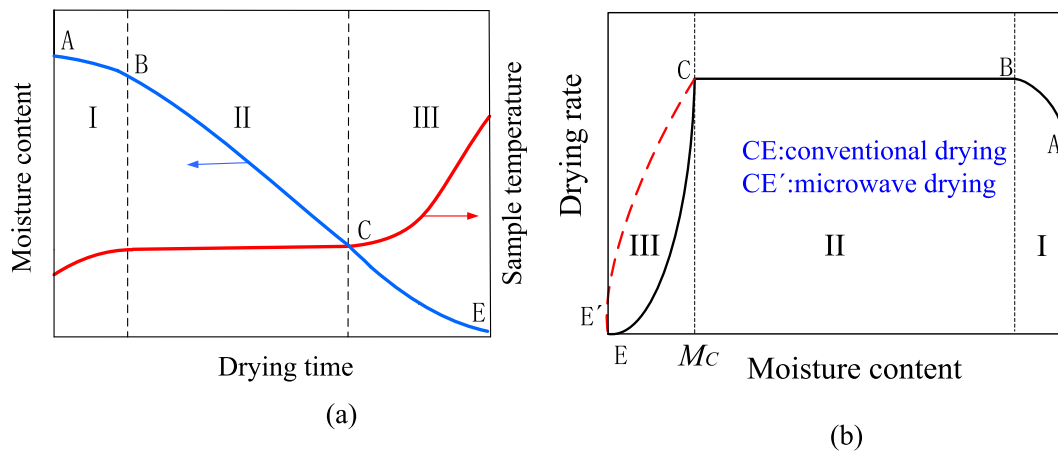 A
B
I
II
III
C
E
Moisture content
Sample temperature
Drying time
(a)
C
B
A
CE:conventional drying
CE´:microwave drying
III
II
I
E´
E
Mc
Drying rate
Moisture content
(b)